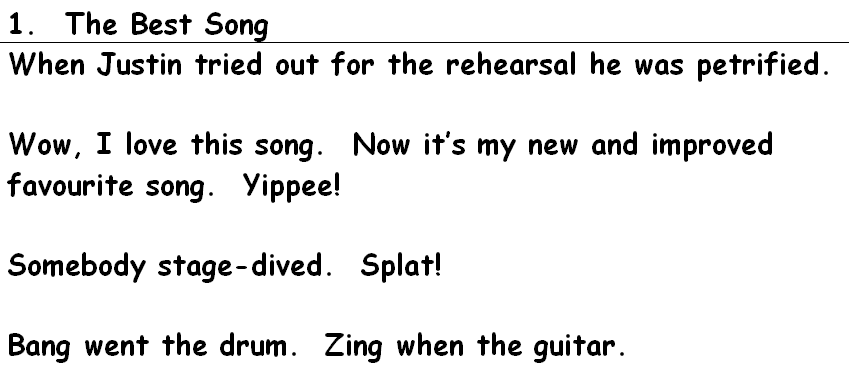 1. The Best Song
When Justin tried out for the rehearsal he was petrified.
Wow, I love this song. Now it's my new and improved
favourite song. Yippee!
Somebody stage-dived. Splat!
Bang went the drum. Zing when the guitar.